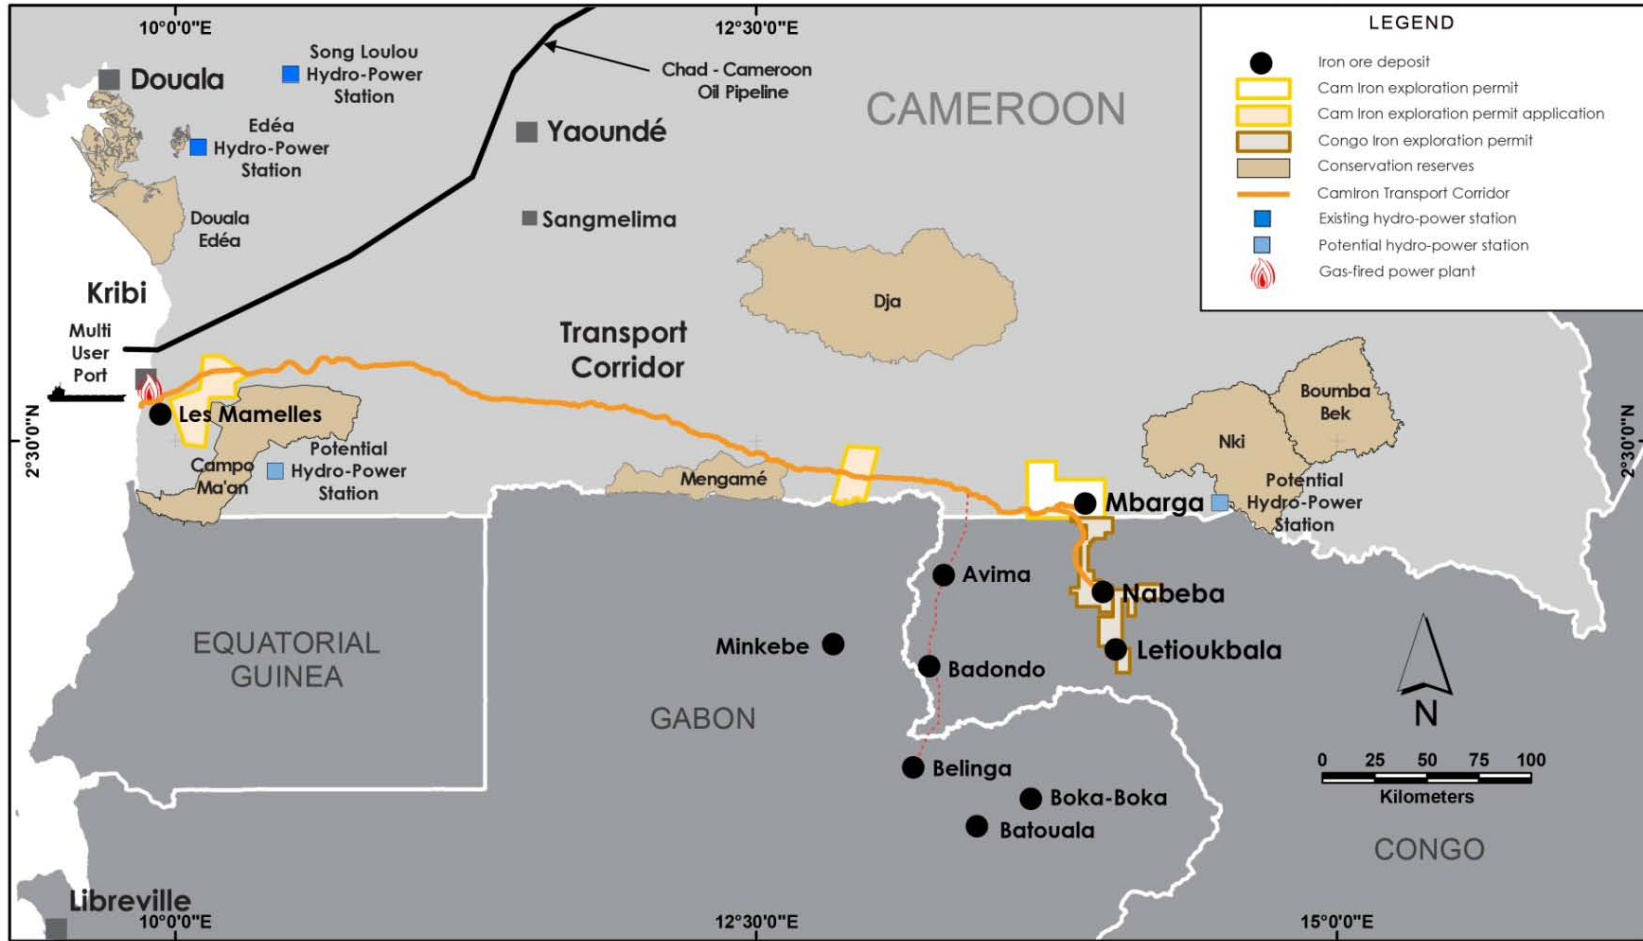 10°0'0"E
12°30'0"E
LEGEND
Iron ore deposit
Cam Iron exploration permit
Cam Iron exploration permit application
Congo Iron exploration permit
Conservation reserves
CamIron Transport Corridor
Existing hydro-power station
Potential hydro-power station
Gas-fired power plant
Song Loulou
Hydro-Power
Station
Douala
Chad - Cameroon
Oil Pipeline
CAMEROON
Edéa
Hydro-Power
Station
Yaoundé
Douala
Edéa
Sangmelima
Kribi
Dja
Multi
User
Port
Transport
Corridor
Boumba
Bek
Nki
Les Mamelles
2°30'0"N
2°30'0"N
Campo
Ma'an
Potential
Hydro-Power
Station
Mengamé
Mbarga
Potential
Hydro-Power
Station
Avima
Nabeba
EQUATORIAL
GUINEA
Minkebe
Letioukbala
Badondo
GABON
N
Belinga
0 25 50 75 100
Kilometers
Boka-Boka
Batouala
CONGO
Libreville
10°0'0"E
12°30'0"E
15°0'0"E